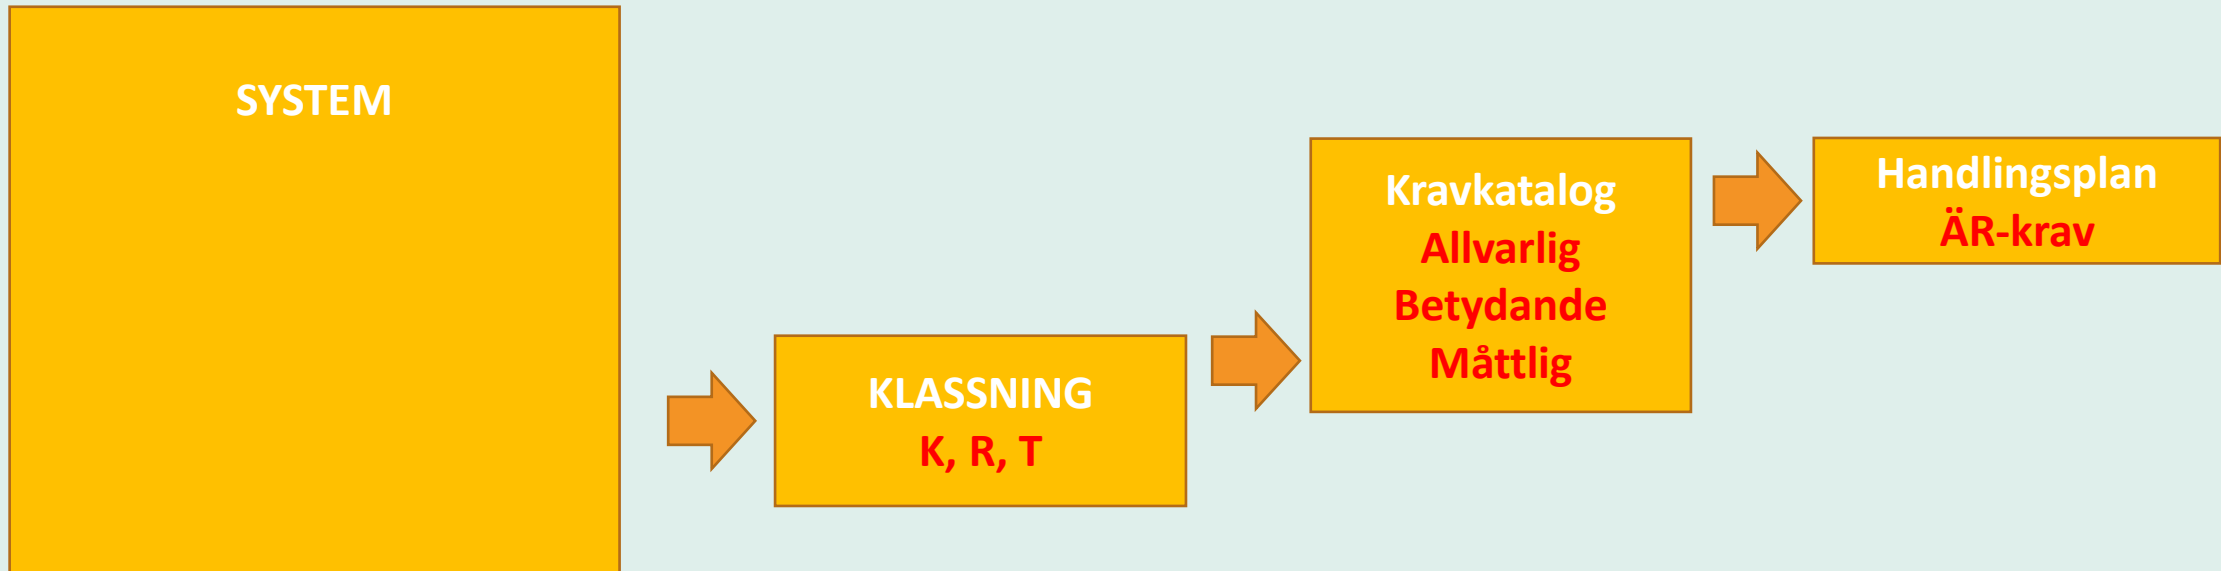 SYSTEM
KLASSNING
K, R, T
Kravkatalog
Allvarlig
Betydande
Måttlig
Handlingsplan
ÄR-krav